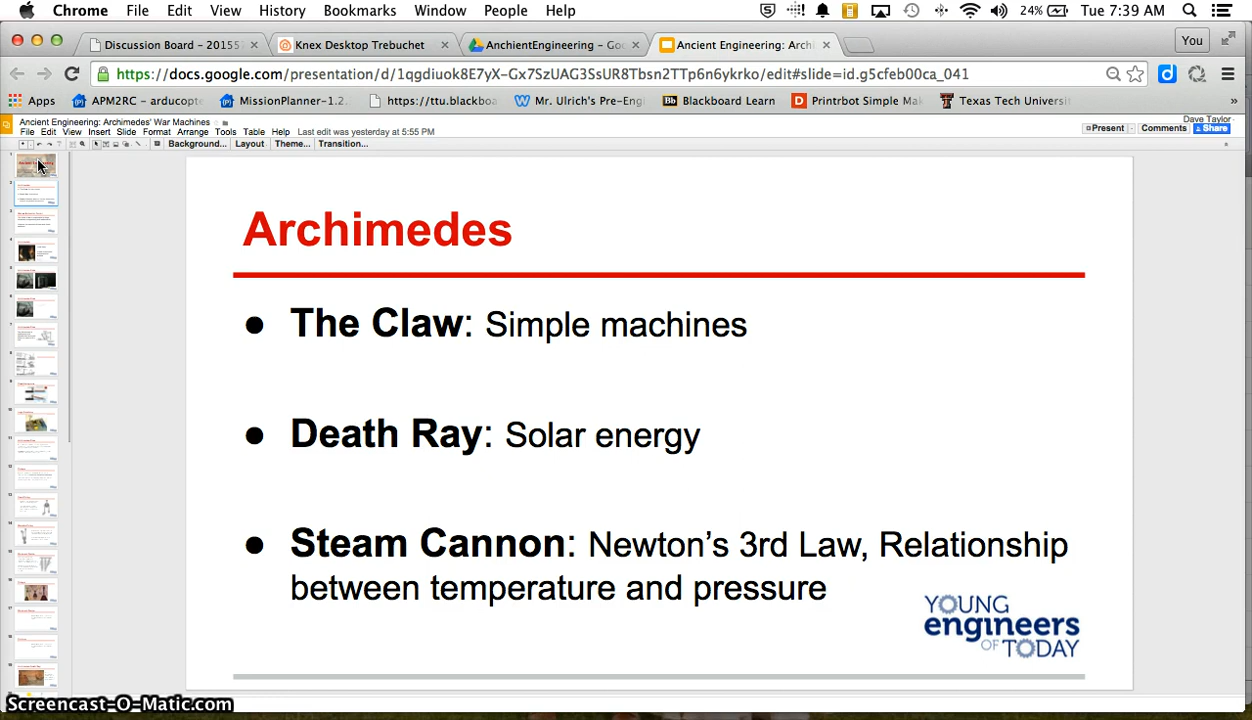 Chrome File Edit View History Bookmarks Window People Help 24% Tue 7:39 AM
Discussion Board - 20155 Knex Desktop Trebuchet AnchientEngineering - Goo Ancient Engineering: Archi You
https://docs.google.com/presentation/d/1qgdiuok8E7yX-Gx7SzUAG3SsUR8Tbsn2TTp6n6ykrko/edit#slide=id.g5cfeb00ca_041
Apps APM2RC - arducopte MissionPlanner-1.2. https://ttu.blackboa Mr. Ulrich's Pre-Engi Blackboard Learn Printrbot Simple Mak Texas Tech Universit »
Ancient Engineering: Archimedes' War Machines Dave Taylor
File Edit View Insert Slide Format Arrange Tools Table Help Last edit was yesterday at 5:55 PM Present Comments Share
Background... Layout Theme... Transition...
Archimedes
● The Claw: Simple machines
● Death Ray: Solar energy
● Steam Cannon: Newton's 3rd Law, Relationship
between temperature and pressure
YOUNG
engineers
OF TODAY
Screencast-O-Matic.com